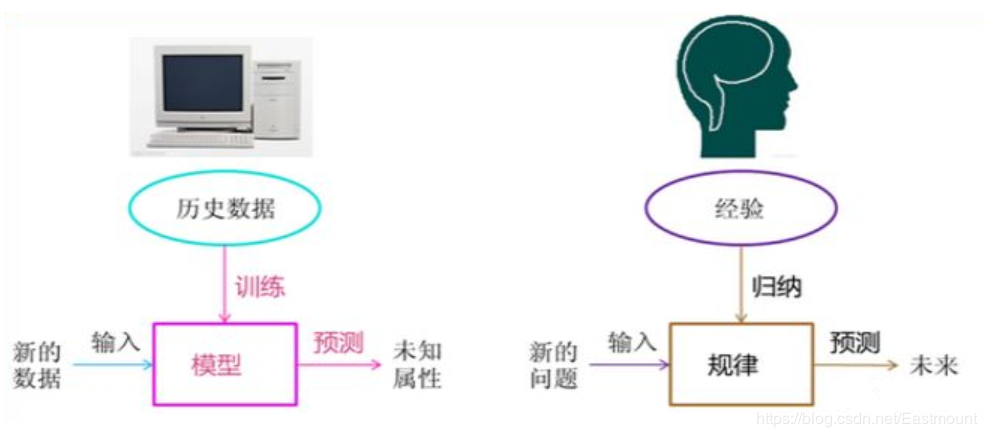 历史数据
训练
新的
数据
输入
模型
预测
未知
属性
经验
归纳
新的
问题
输入
规律
预测
未来
https://blog.csdn.net/Eastmount